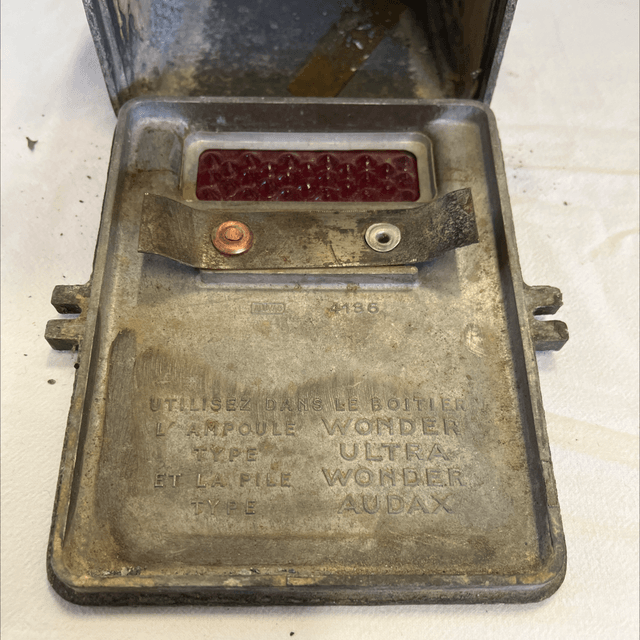 4136
UTILISEZ DANS LE BOITIER
L'AMPOULE WONDER
TYPE ULTRA
ET LA PILE WONDER
TYPE AUDAX